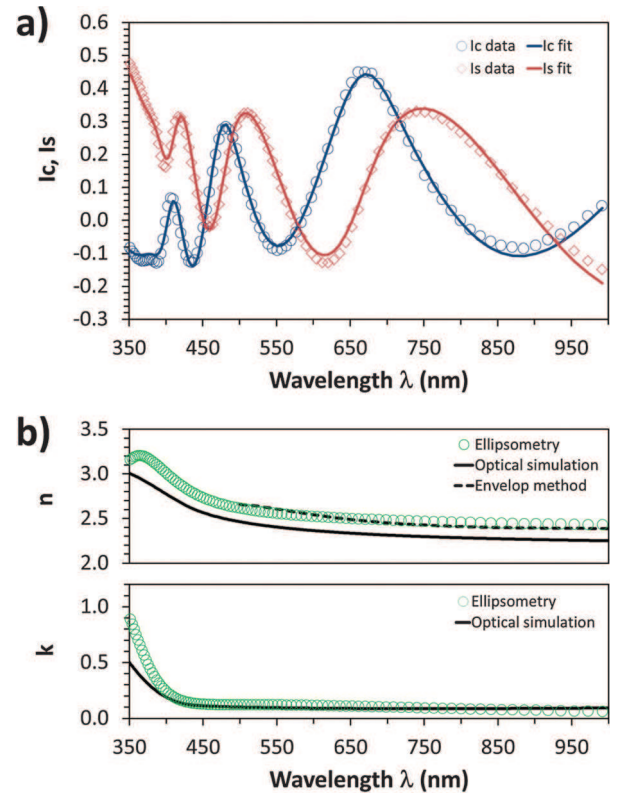 a)
0.6
0.5
0.4
0.3
0.2
0.1
0.0
-0.1
-0.2
-0.3
Ic, Is
Ic data Ic fit
Is data Is fit
350 450 550 650 750 850 950
Wavelength λ (nm)
b)
3.5
3.0
2.5
2.0
n
Ellipsometry
Optical simulation
Envelop method
1.0
0.5
0.0
k
Ellipsometry
Optical simulation
350 450 550 650 750 850 950
Wavelength λ (nm)